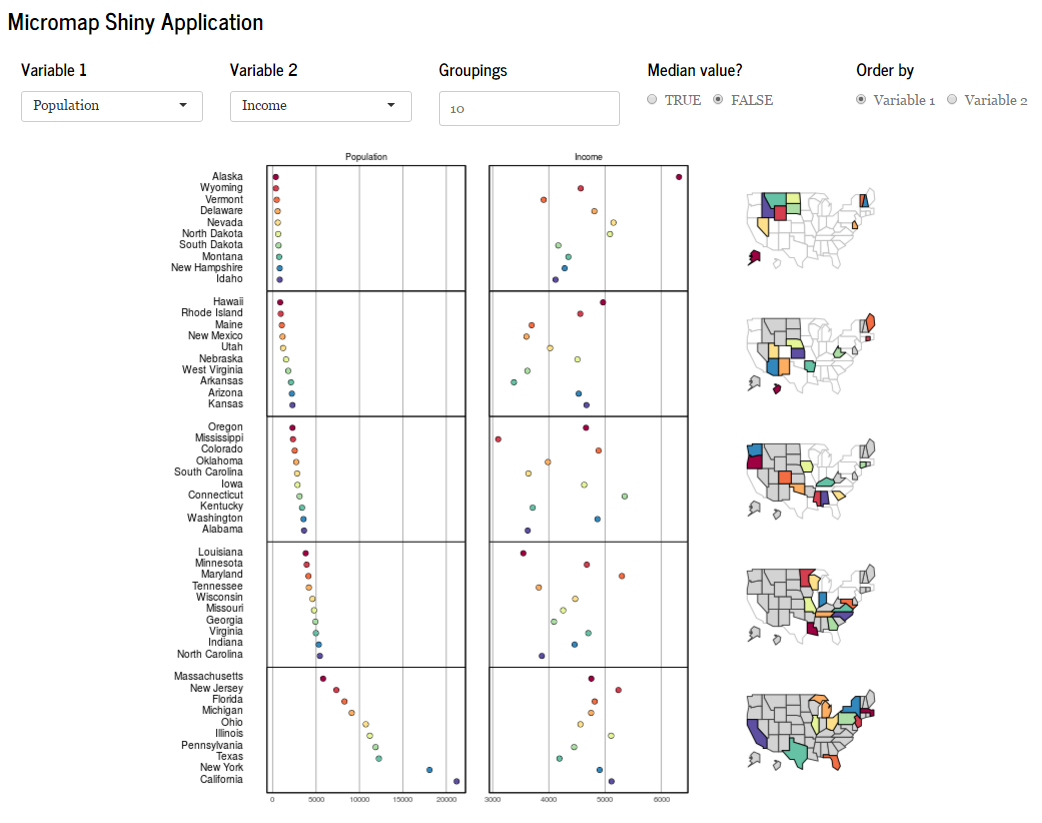 Micromap Shiny Application
Variable 1 Variable 2 Groupings Median value? Order by
Population Income 10 TRUE FALSE Variable 1 Variable 2
Population Income
Alaska
Wyoming
Vermont
Delaware
Nevada
North Dakota
South Dakota
Montana
New Hampshire
Idaho
Hawaii
Rhode Island
Maine
New Mexico
Utah
Nebraska
West Virginia
Arkansas
Arizona
Kansas
Oregon
Mississippi
Colorado
Oklahoma
South Carolina
Iowa
Connecticut
Kentucky
Washington
Alabama
Louisiana
Minnesota
Maryland
Tennessee
Wisconsin
Missouri
Georgia
Virginia
Indiana
North Carolina
Massachusetts
New Jersey
Florida
Michigan
Ohio
Illinois
Pennsylvania
Texas
New York
California
0 5000 10000 15000 20000 3000 4000 5000 6000